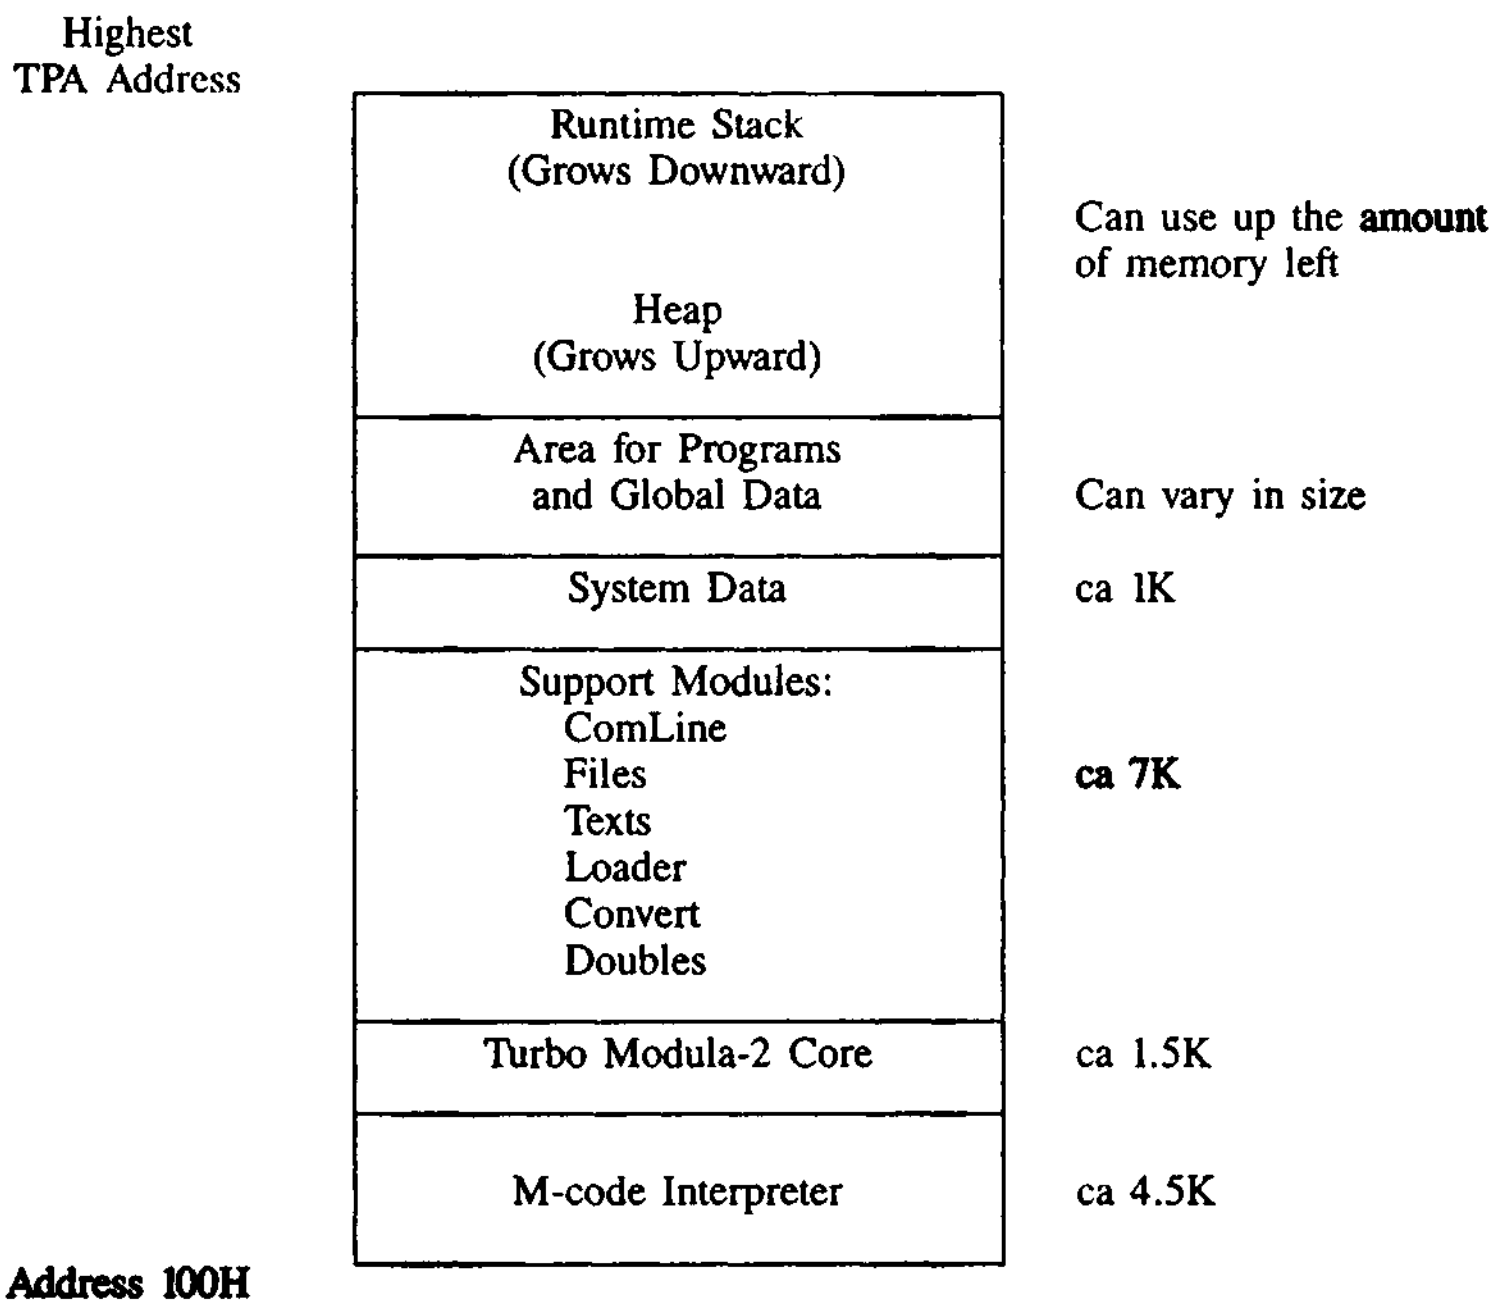 Highest
TPA Address
Runtime Stack
(Grows Downward)
Can use up the amount
of memory left
Heap
(Grows Upward)
Area for Programs
and Global Data
Can vary in size
System Data
ca 1K
Support Modules:
ComLine
Files
ca 7K
Texts
Loader
Convert
Doubles
Turbo Modula-2 Core
ca 1.5K
M-code Interpreter
ca 4.5K
Address 100H